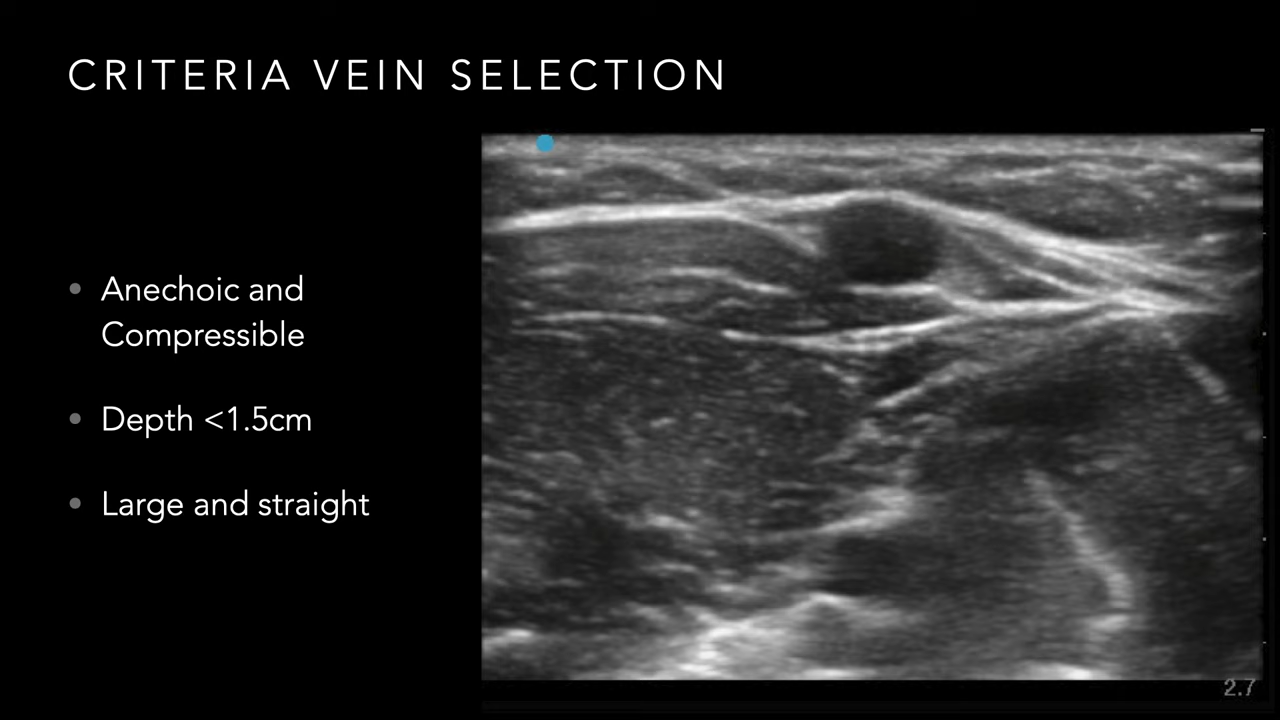 CRITERIA VEIN SELECTION
• Anechoic and
Compressible
• Depth <1.5cm
• Large and straight
2.7